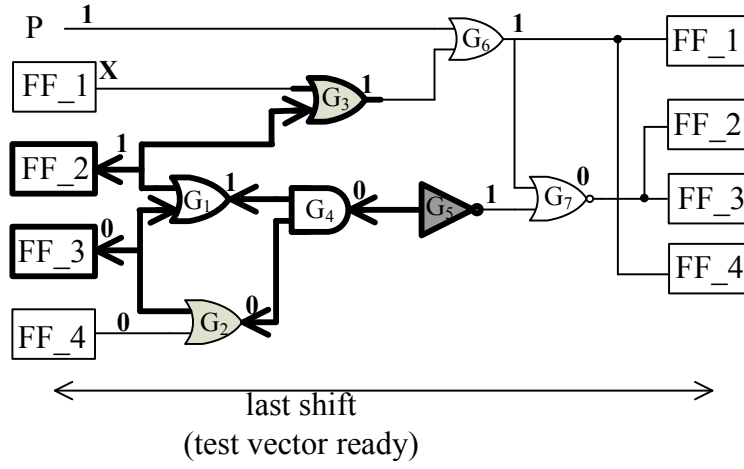 P 1 G6 1 FF_1
FF_1 X G3 1
FF_2
FF_2 1 0
G1 1 G4 0 G5 1 G7 FF_3
FF_3 0
FF_4
FF_4 0 G2 0
last shift
(test vector ready)